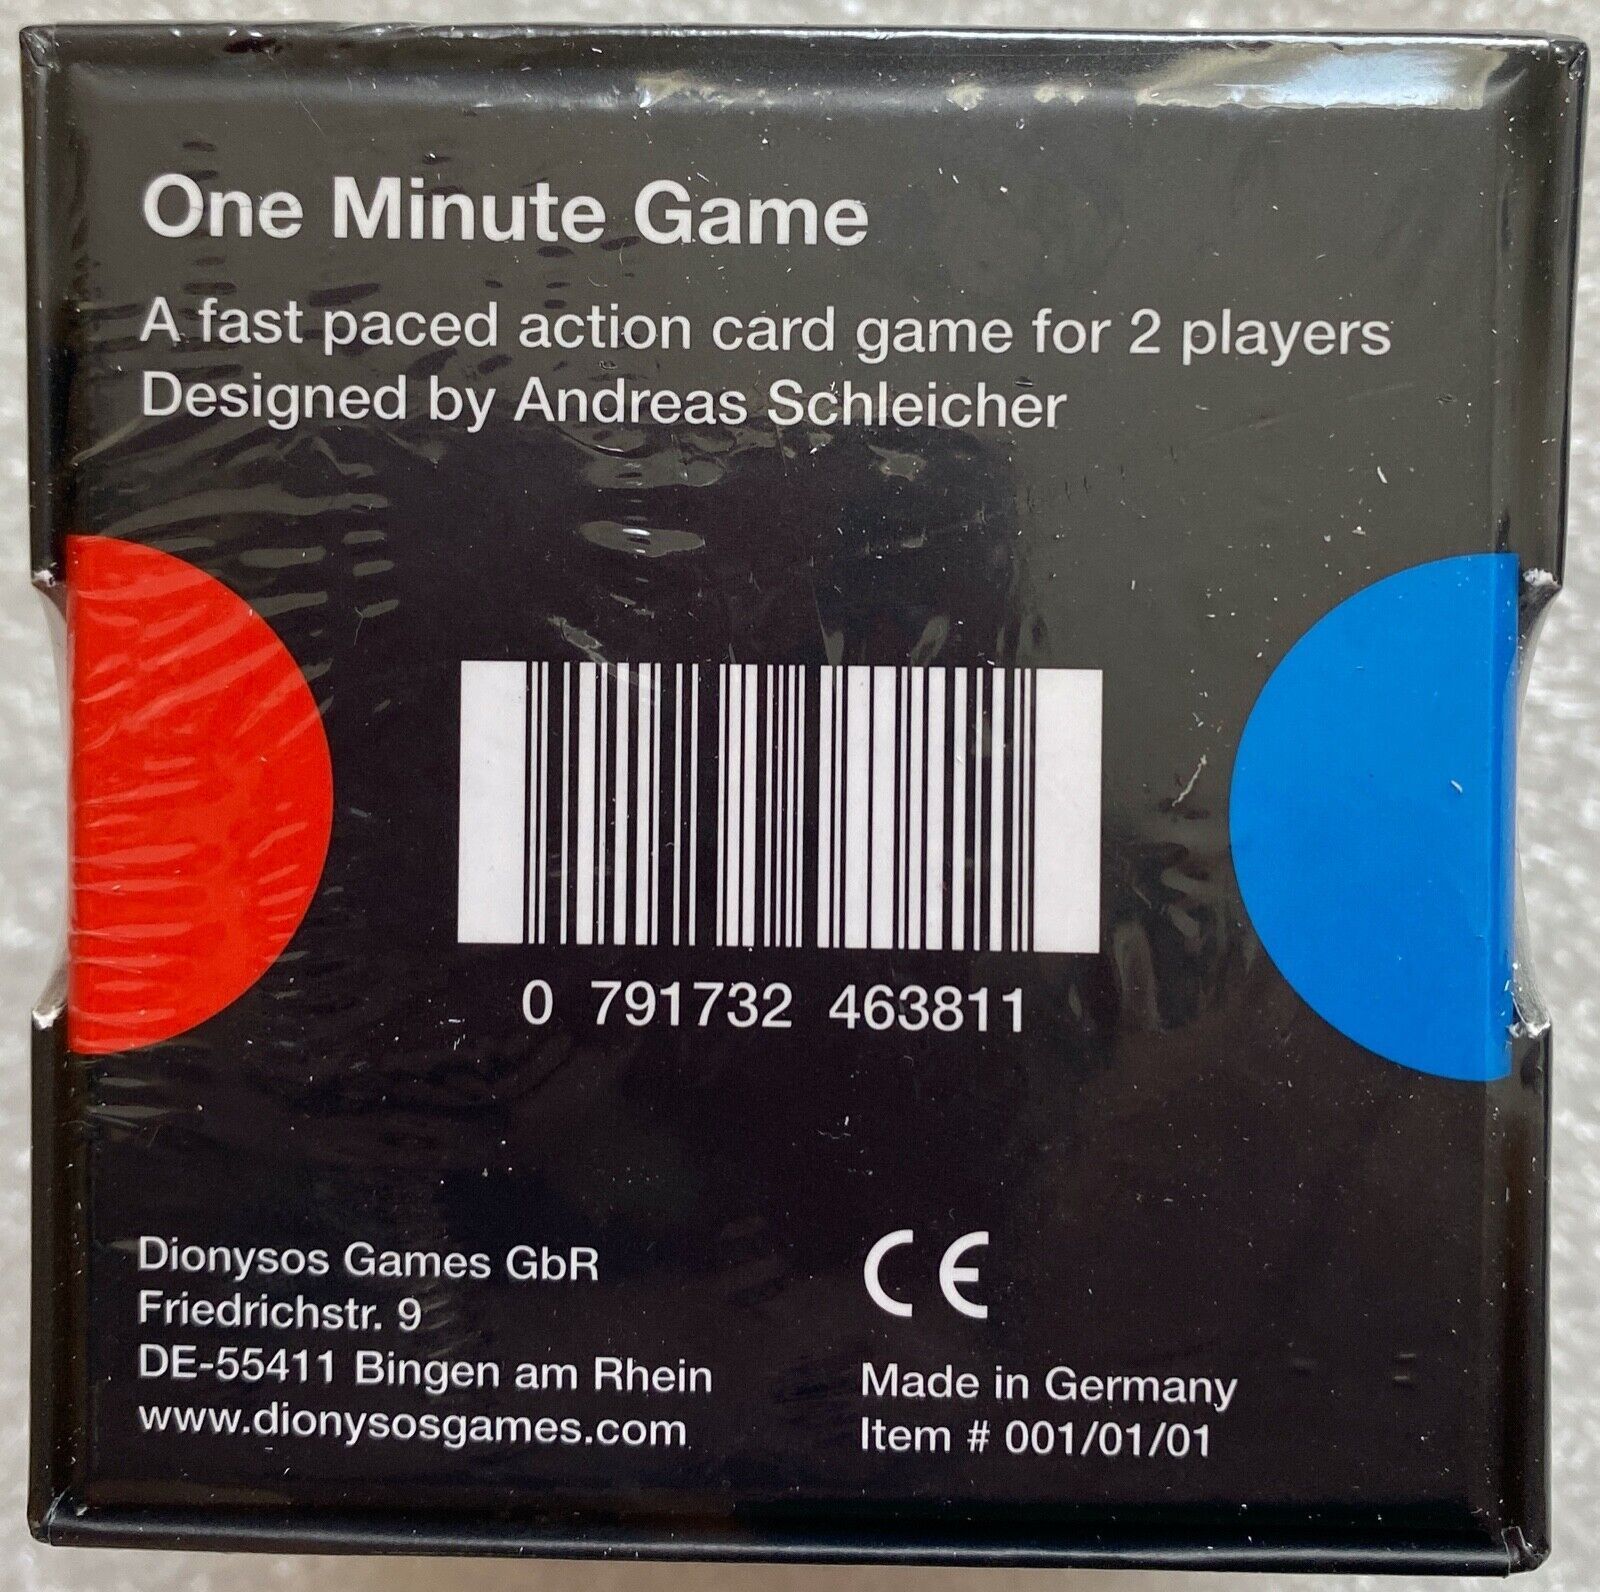 One Minute Game
A fast paced action card game for 2 players
Designed by Andreas Schleicher
0 791732 463811
Dionysos Games GbR
Friedrichstr. 9
DE-55411 Bingen am Rhein
www.dionysosgames.com
CE
Made in Germany
Item # 001/01/01